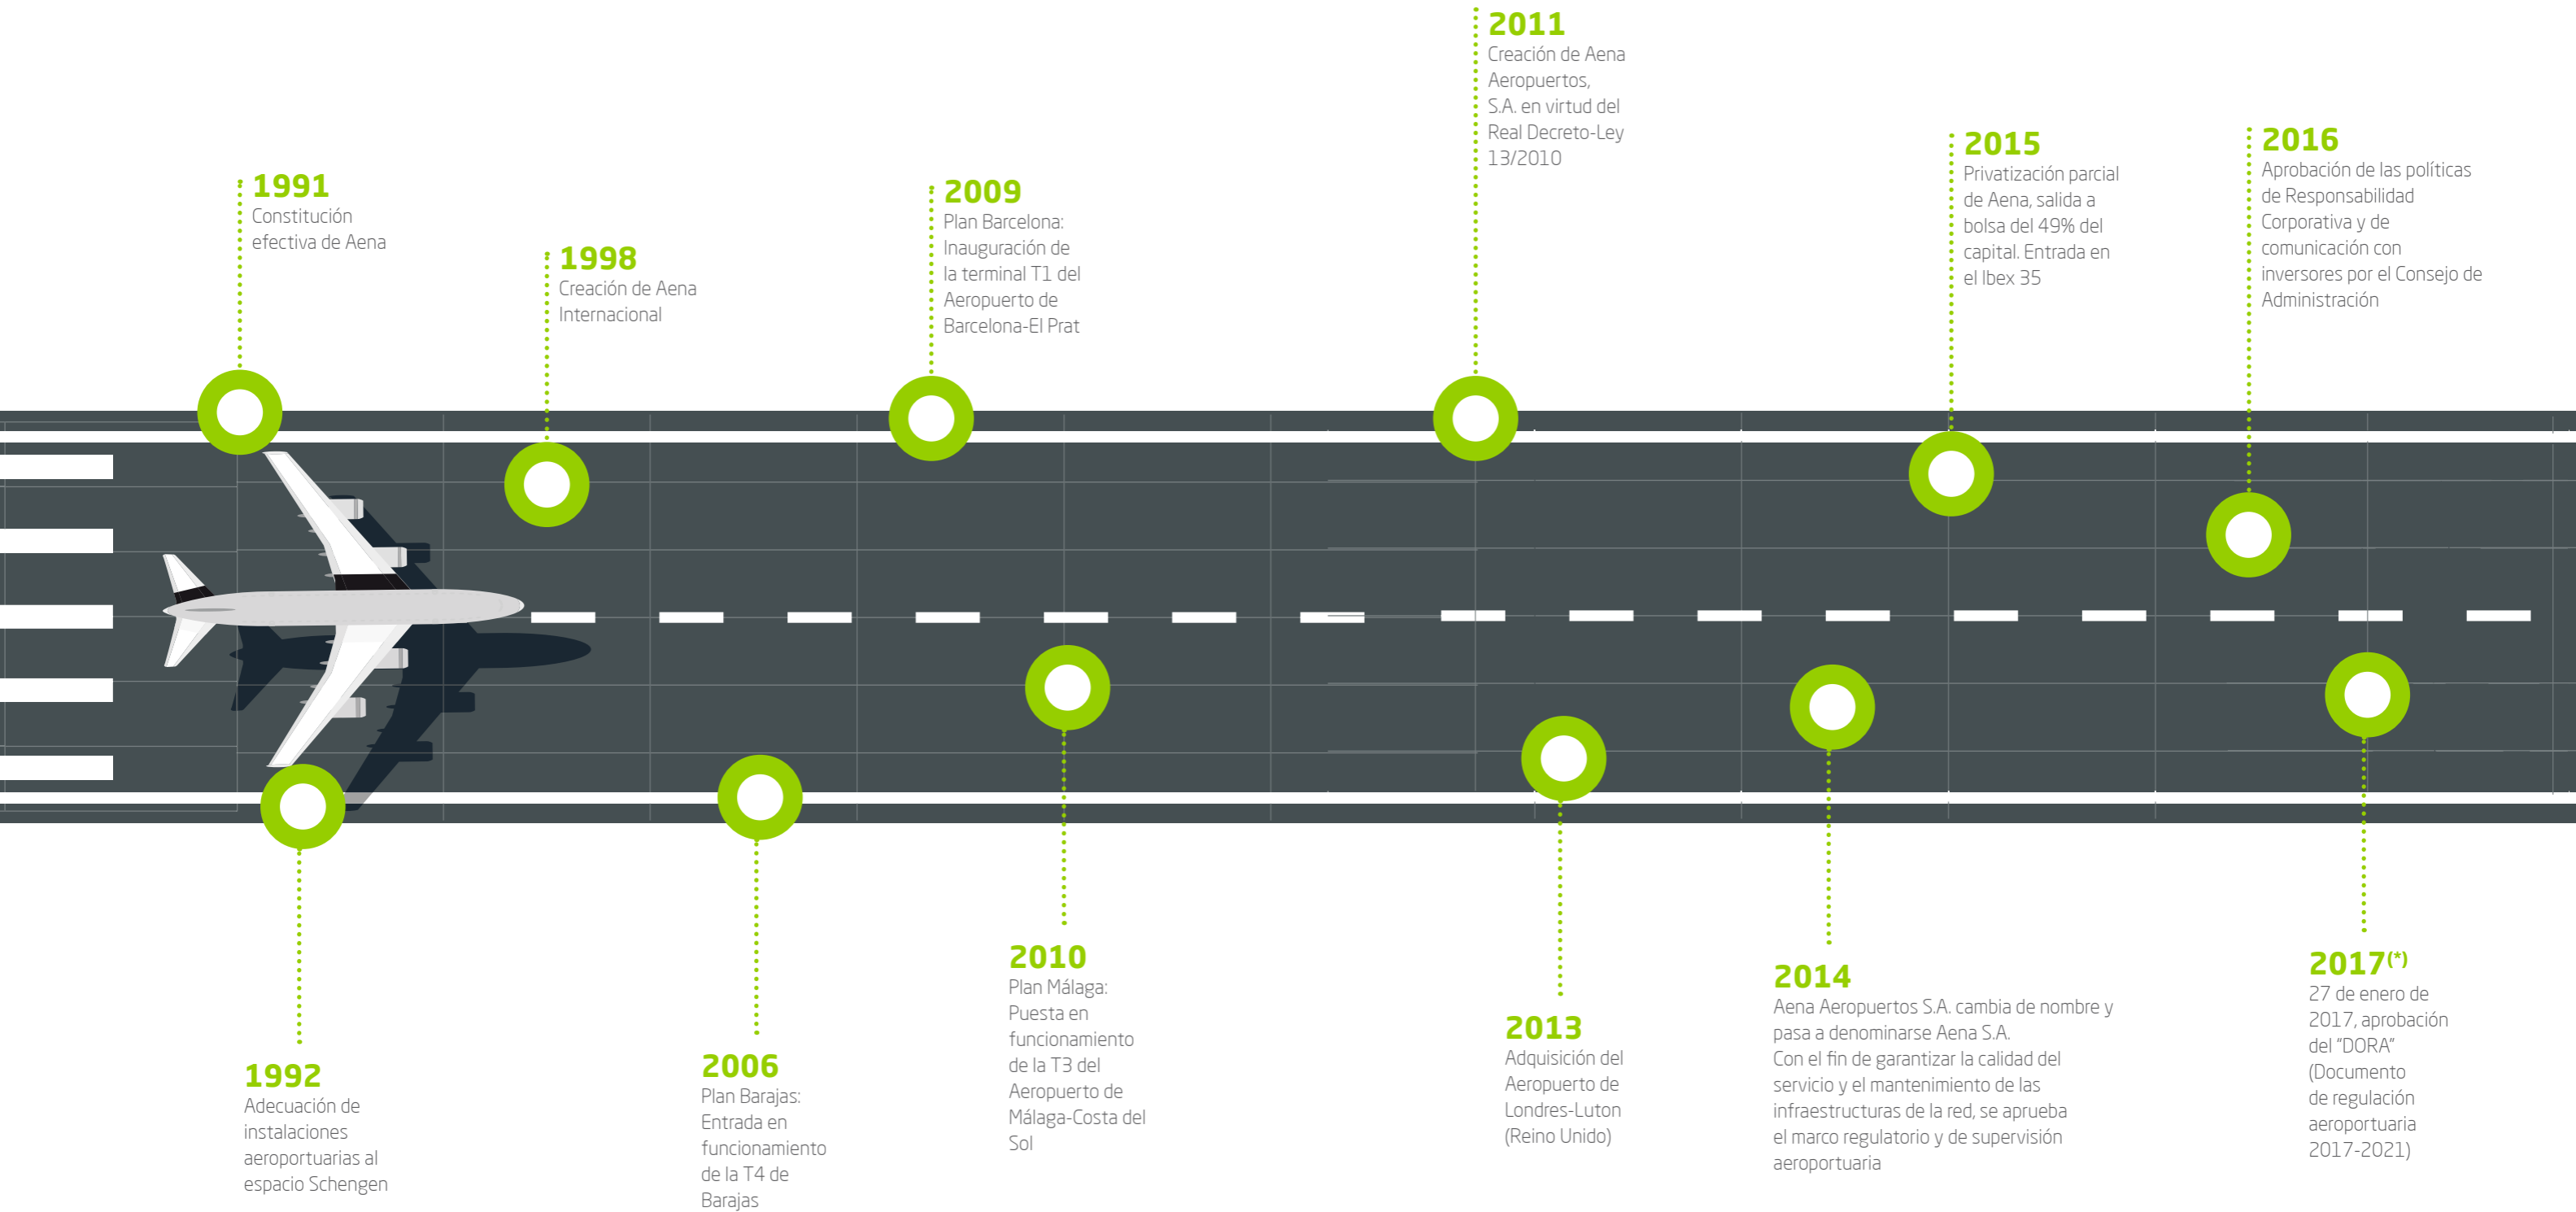 1991
Constitución
efectiva de Aena
1992
Adecuación de
instalaciones
aeroportuarias al
espacio Schengen
1998
Creación de Aena
Internacional
2006
Plan Barajas:
Entrada en
funcionamiento
de la T4 de
Barajas
2009
Plan Barcelona:
Inauguración de
la terminal T1 del
Aeropuerto de
Barcelona-El Prat
2010
Plan Málaga:
Puesta en
funcionamiento
de la T3 del
Aeropuerto de
Málaga-Costa del
Sol
2011
Creación de Aena
Aeropuertos,
S.A. en virtud del
Real Decreto-Ley
13/2010
2013
Adquisición del
Aeropuerto de
Londres-Luton
(Reino Unido)
2014
Aena Aeropuertos S.A. cambia de nombre y
pasa a denominarse Aena S.A.
Con el fin de garantizar la calidad del
servicio y el mantenimiento de las
infraestructuras de la red, se aprueba
el marco regulatorio y de supervisión
aeroportuaria
2015
Privatización parcial
de Aena, salida a
bolsa del 49% del
capital. Entrada en
el Ibex 35
2016
Aprobación de las políticas
de Responsabilidad
Corporativa y de
comunicación con
inversores por el Consejo de
Administración
2017(*)
27 de enero de
2017, aprobación
del “DORA”
(Documento
de regulación
aeroportuaria
2017-2021)